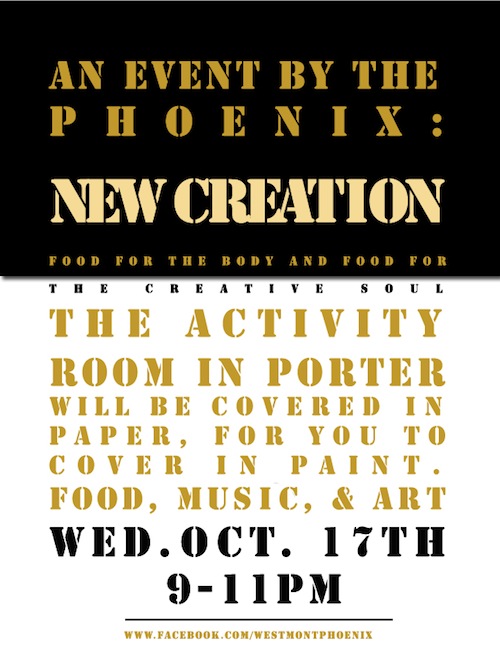 AN EVENT BY THE
PHOENIX:
NEW CREATION
FOOD FOR THE BODY AND FOOD FOR
THE CREATIVE SOUL
THE ACTIVITY
ROOM IN PORTER
WILL BE COVERED IN
PAPER, FOR YOU TO
COVER IN PAINT.
FOOD, MUSIC, & ART
WED.OCT. 17TH
9-11PM
WWW.FACEBOOK.COM/WESTMONTPHOENIX